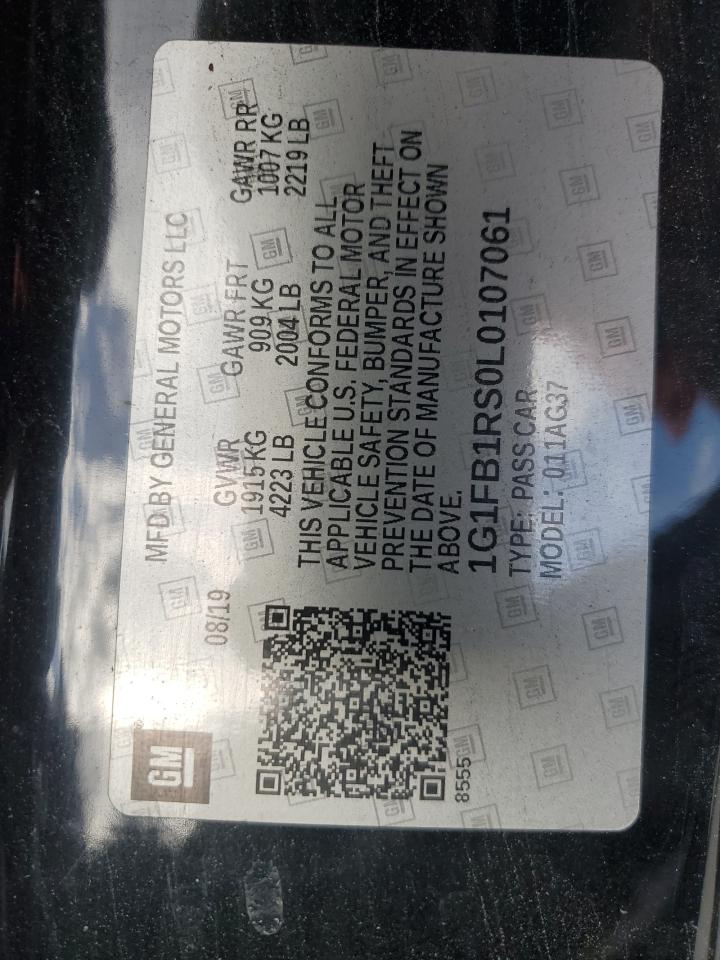 GM
MFD BY GENERAL MOTORS LLC
08/19
GVWR GAWR FRT GAWR RR
1915 KG 909 KG 1007 KG
4223 LB 2004 LB 2219 LB
THIS VEHICLE CONFORMS TO ALL
APPLICABLE U.S. FEDERAL MOTOR
VEHICLE SAFETY, BUMPER, AND THEFT
PREVENTION STANDARDS IN EFFECT ON
THE DATE OF MANUFACTURE SHOWN
ABOVE.
8555
1G1FB1RS0L0107061
TYPE: PASS CAR
MODEL: 011AG37